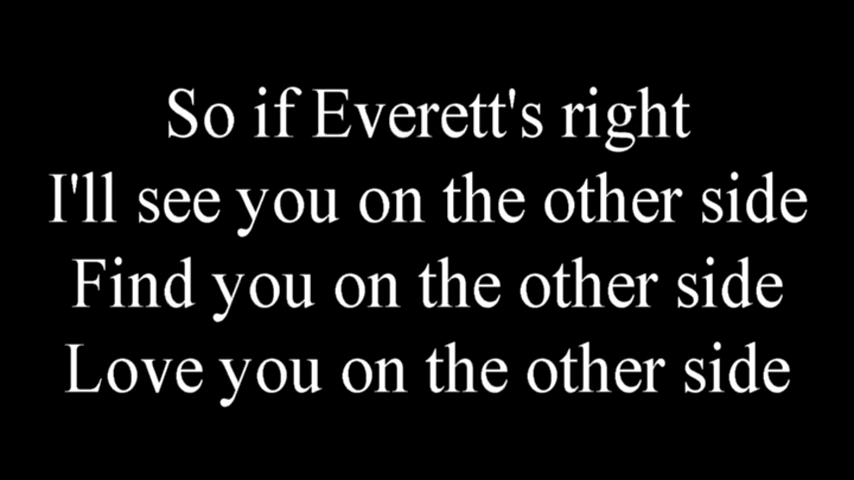 So if Everett's right
I'll see you on the other side
Find you on the other side
Love you on the other side